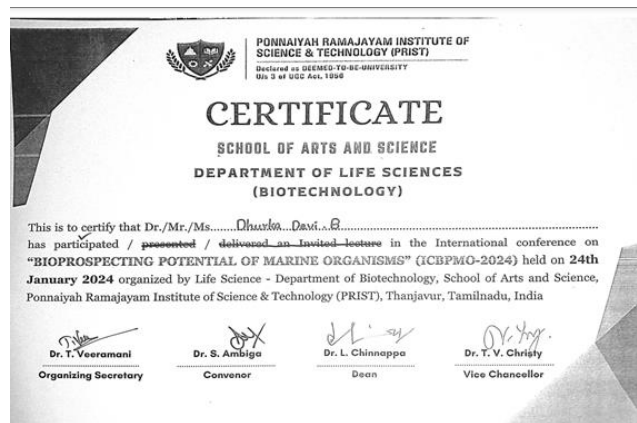 PONNAIYAH RAMAJAYAM INSTITUTE OF
SCIENCE & TECHNOLOGY (PRIST)
Declared as DEEMED-TO-BE-UNIVERSITY
U/s 3 of UGC Act, 1956
CERTIFICATE
SCHOOL OF ARTS AND SCIENCE
DEPARTMENT OF LIFE SCIENCES
(BIOTECHNOLOGY)
This is to certify that Dr./Mr./Ms. Dhurka Devi. B
has participated / presented / delivered an Invited lecture in the International conference on
"BIOPROSPECTING POTENTIAL OF MARINE ORGANISMS" (ICBPMO-2024) held on 24th
January 2024 organized by Life Science - Department of Biotechnology, School of Arts and Science,
Ponnaiyah Ramajayam Institute of Science & Technology (PRIST), Thanjavur, Tamilnadu, India
Dr. T. Veeramani Dr. S. Ambiga Dr. L. Chinnappa Dr. T. V. Christy
Organizing Secretary Convenor Dean Vice Chancellor